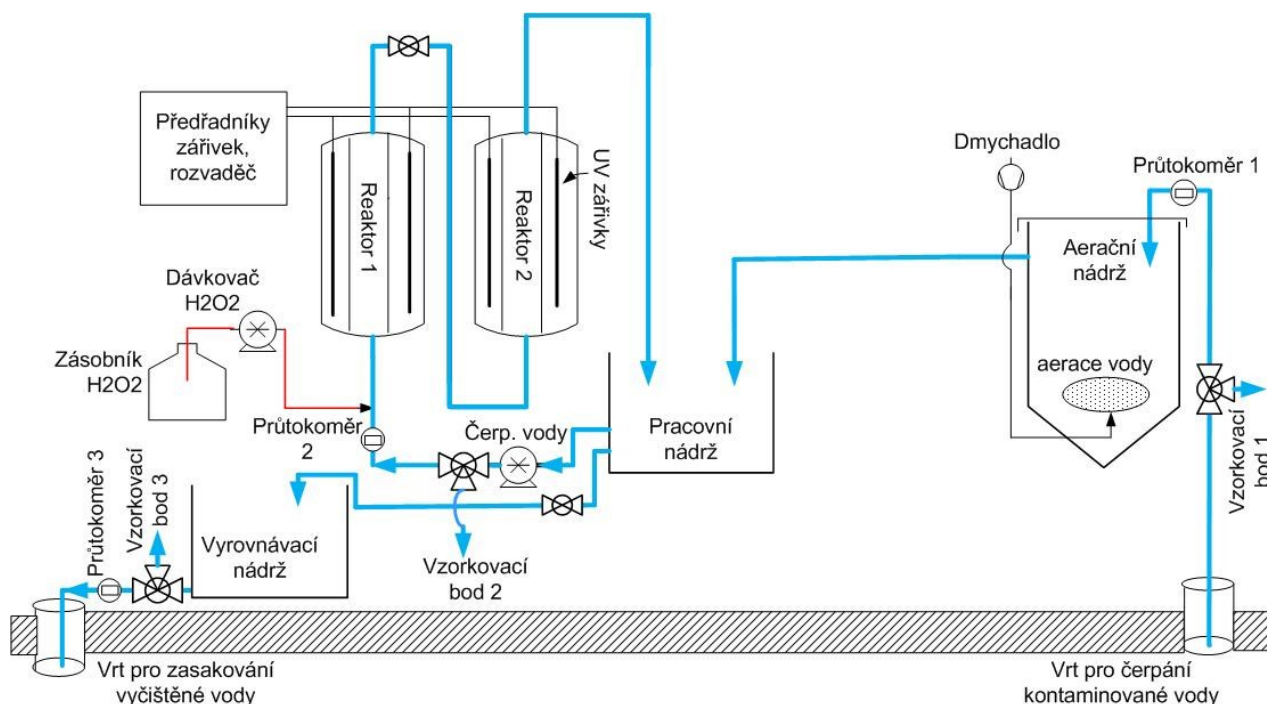 Předřadníky
zářivek,
rozvaděč
Reaktor 1
Reaktor 2
UV zářivky
Dmychadlo
Průtokoměr 1
Aerační
nádrž
aerace vody
Dávkovač
H2O2
Zásobník
H2O2
Průtokoměr
2
Čerp. vody
Pracovní
nádrž
Vzorkovací
bod 1
Průtokoměr 3
Vzorkovací
bod 3
Vyrovnávací
nádrž
Vzorkovací
bod 2
Vrt pro zasakování
vyčištěné vody
Vrt pro čerpání
kontaminované vody